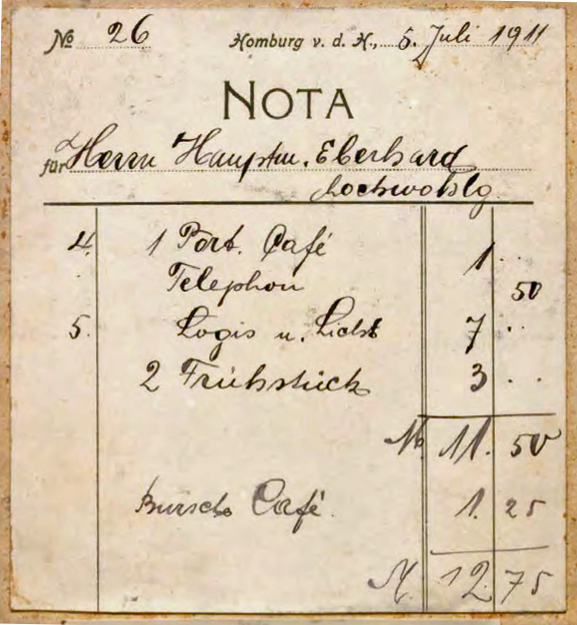 No 26 Homburg v. d. H., 5. Juli 1911
NOTA
für Herrn Hauptm. Eberhard
Hochwohlg.
4. 1 Port. Café 1 . .
Telephon 50
5. Logis u. Licht 7 . .
2 Frühstück 3 . .
M. 11. 50
Bursch Café. 1. 25
M. 12. 75